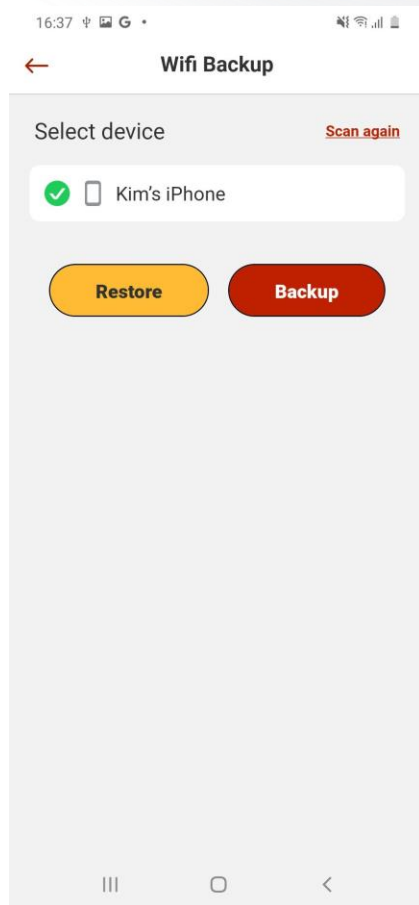 16:37 G
Wifi Backup
Select device
Scan again
Kim's iPhone
Restore
Backup